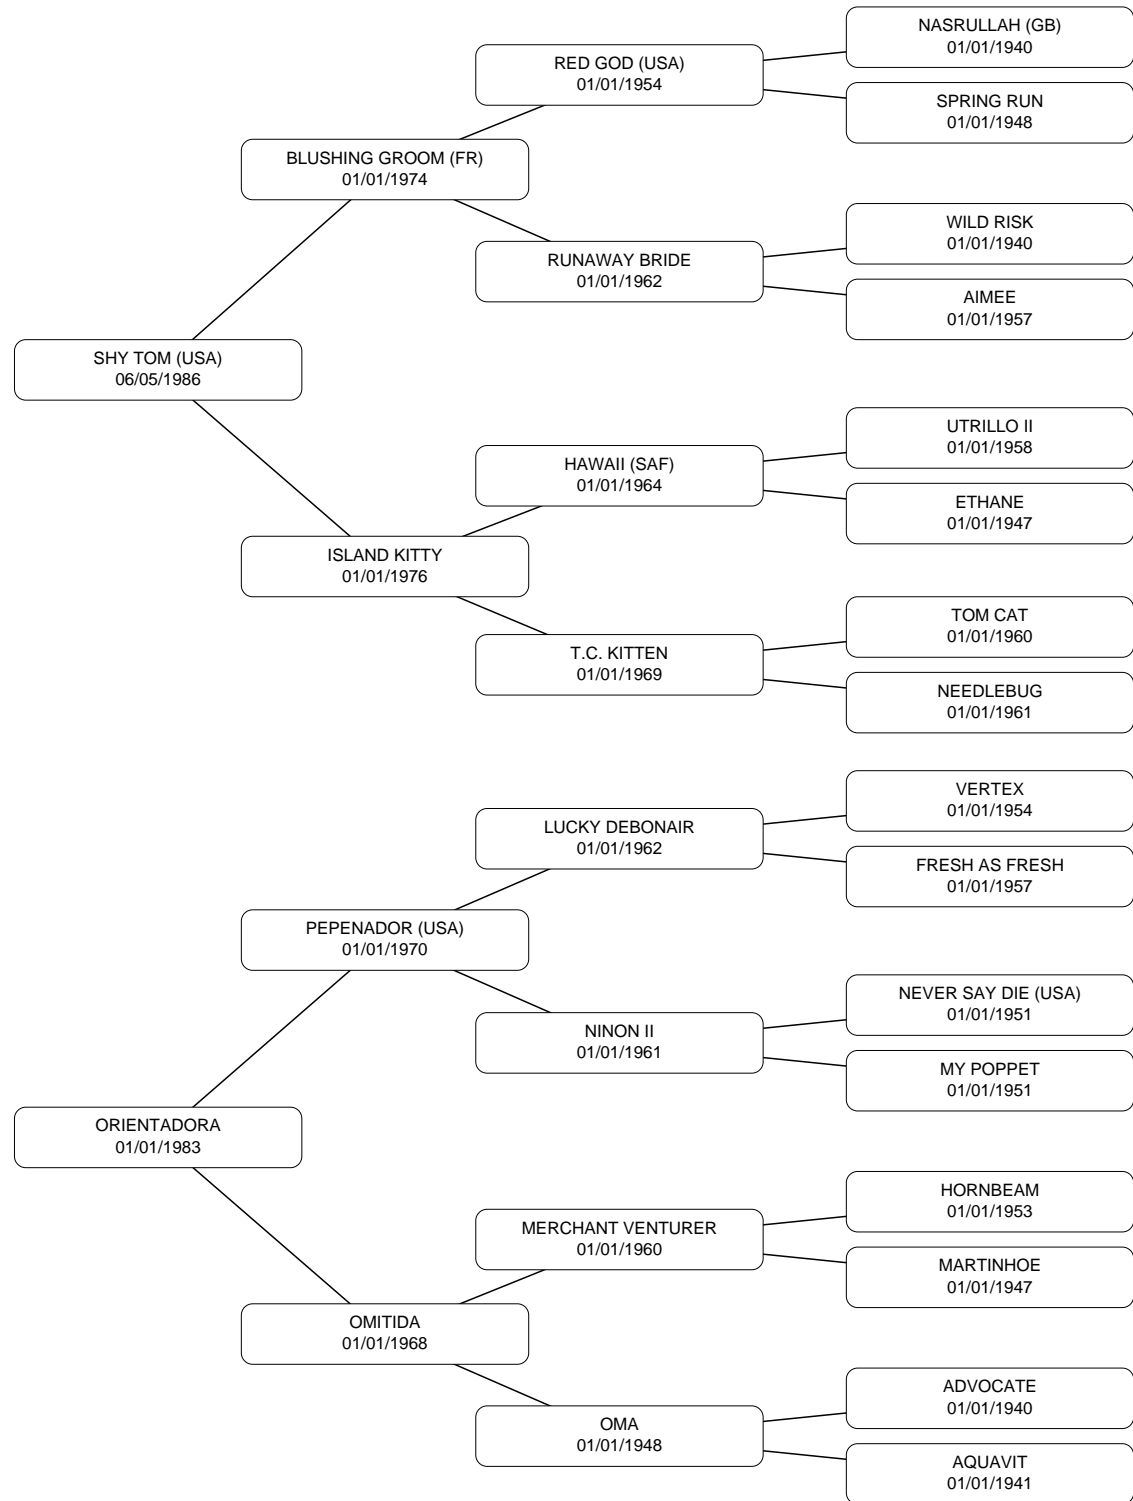 NASRULLAH (GB)
01/01/1940
RED GOD (USA)
01/01/1954
SPRING RUN
01/01/1948
BLUSHING GROOM (FR)
01/01/1974
WILD RISK
01/01/1940
RUNAWAY BRIDE
01/01/1962
AIMEE
01/01/1957
SHY TOM (USA)
06/05/1986
UTRILLO II
01/01/1958
HAWAII (SAF)
01/01/1964
ETHANE
01/01/1947
ISLAND KITTY
01/01/1976
TOM CAT
01/01/1960
T.C. KITTEN
01/01/1969
NEEDLEBUG
01/01/1961
VERTEX
01/01/1954
LUCKY DEBONAIR
01/01/1962
FRESH AS FRESH
01/01/1957
PEPENADOR (USA)
01/01/1970
NEVER SAY DIE (USA)
01/01/1951
NINON II
01/01/1961
MY POPPET
01/01/1951
ORIENTADORA
01/01/1983
HORNBEAM
01/01/1953
MERCHANT VENTURER
01/01/1960
MARTINHOE
01/01/1947
OMITIDA
01/01/1968
ADVOCATE
01/01/1940
OMA
01/01/1948
AQUAVIT
01/01/1941